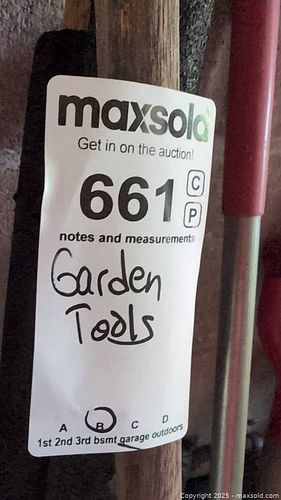 maxsold
Get in on the auction!
661 C
P
notes and measurements
Garden
Tools
A B C D
1st 2nd 3rd bsmt garage outdoors
Copyright 2025 - maxsold.com